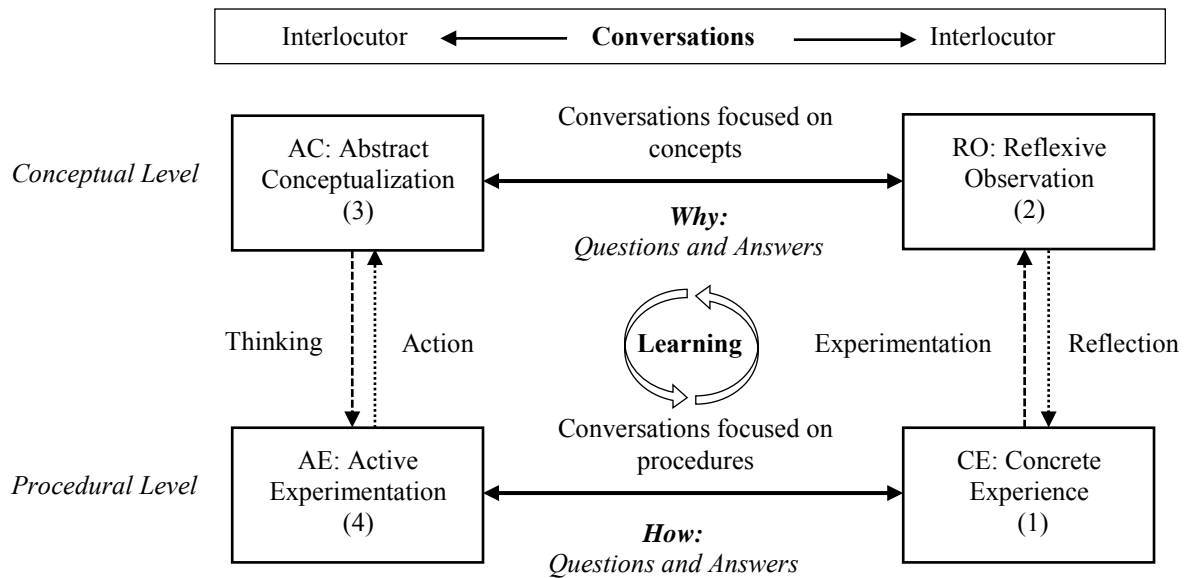 Interlocutor Conversations Interlocutor
Conversations focused on
concepts
AC: Abstract
Conceptualization
(3)
RO: Reflexive
Observation
(2)
Conceptual Level
Why:
Questions and Answers
Thinking
Action
Learning
Experimentation
Reflection
Conversations focused on
procedures
AE: Active
Experimentation
(4)
CE: Concrete
Experience
(1)
Procedural Level
How:
Questions and Answers